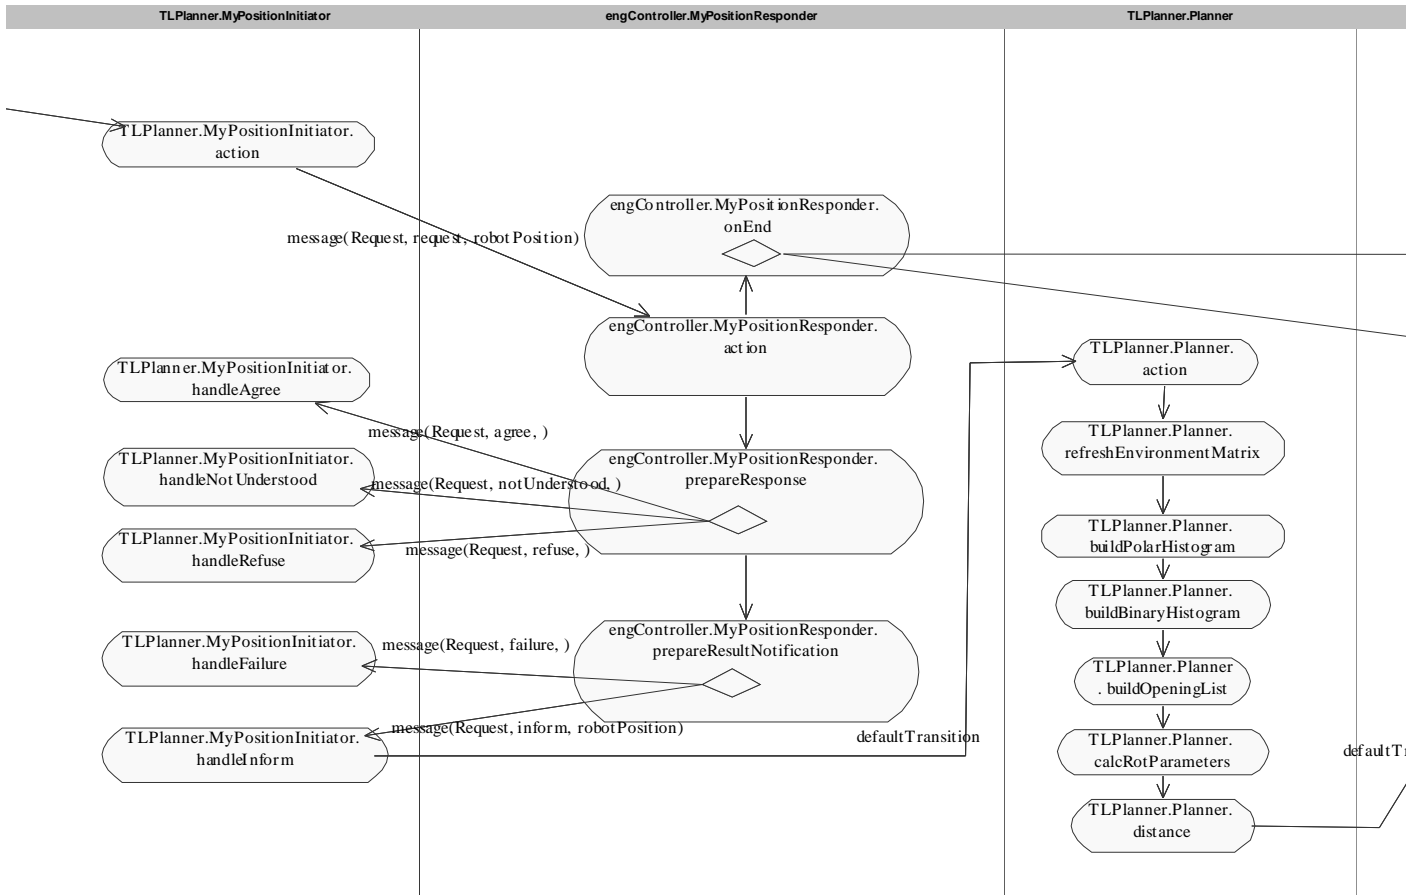 TLPlanner.MyPositionInitiator
engController.MyPositionResponder
TLPlanner.Planner
TLPlanner.MyPositionInitiator.
action
message(Request, request, robotPosition)
engController.MyPositionResponder.
onEnd
engController.MyPositionResponder.
action
TLPlanner.MyPositionInitiator.
handleAgree
message(Request, agree, )
TLPlanner.MyPositionInitiator.
handleNotUnderstood
message(Request, notUnderstood, )
engController.MyPositionResponder.
prepareResponse
TLPlanner.MyPositionInitiator.
handleRefuse
message(Request, refuse, )
TLPlanner.MyPositionInitiator.
handleFailure
message(Request, failure, )
engController.MyPositionResponder.
prepareResultNotification
TLPlanner.MyPositionInitiator.
handleInform
message(Request, inform, robotPosition)
defaultTransition
TLPlanner.Planner.
action
TLPlanner.Planner.
refreshEnvironmentMatrix
TLPlanner.Planner.
buildPolarHistogram
TLPlanner.Planner.
buildBinaryHistogram
TLPlanner.Planner
. buildOpeningList
TLPlanner.Planner.
calcRotParameters
TLPlanner.Planner.
distance